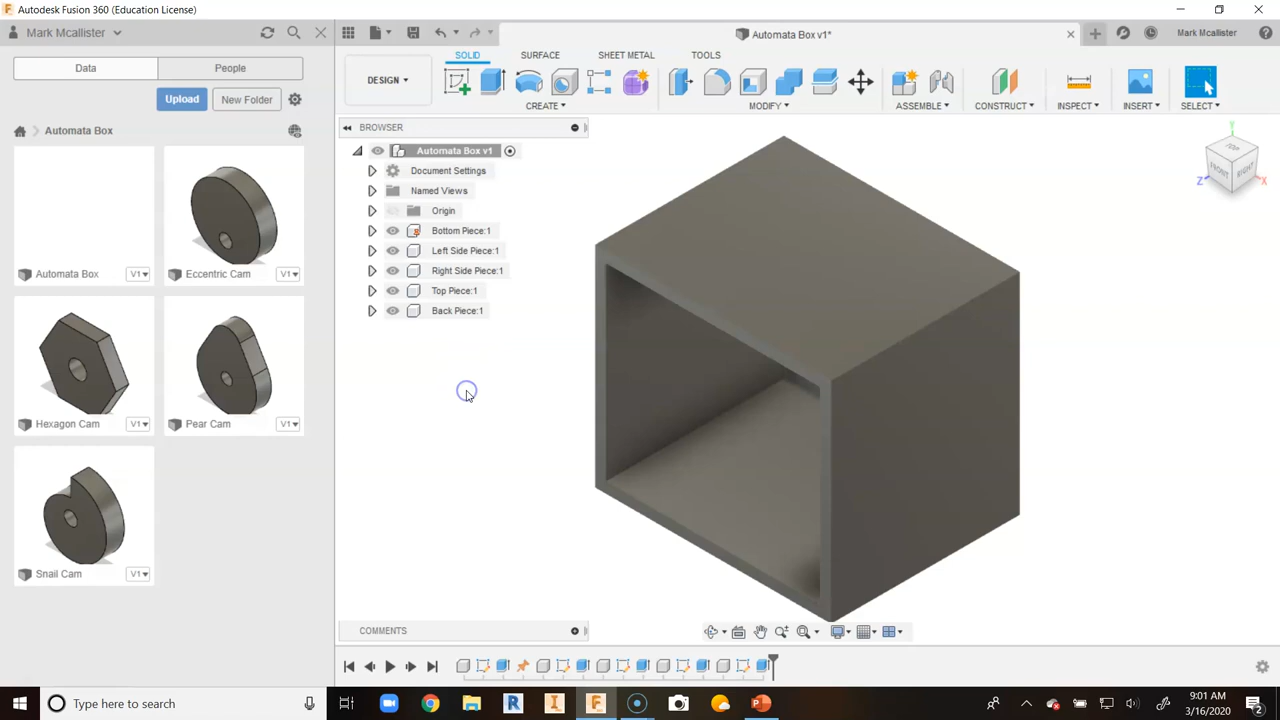 Autodesk Fusion 360 (Education License)
Mark Mcallister
Automata Box v1*
Mark Mcallister
Data
People
Upload
New Folder
Automata Box
Automata Box V1
Eccentric Cam V1
Hexagon Cam V1
Pear Cam V1
Snail Cam V1
SOLID SURFACE SHEET METAL TOOLS
DESIGN
CREATE MODIFY ASSEMBLE CONSTRUCT INSPECT INSERT SELECT
BROWSER
Automata Box v1
Document Settings
Named Views
Origin
Bottom Piece:1
Left Side Piece:1
Right Side Piece:1
Top Piece:1
Back Piece:1
Y
TOP
FRONT
RIGHT
Z
X
COMMENTS
Type here to search
9:01 AM
3/16/2020
2